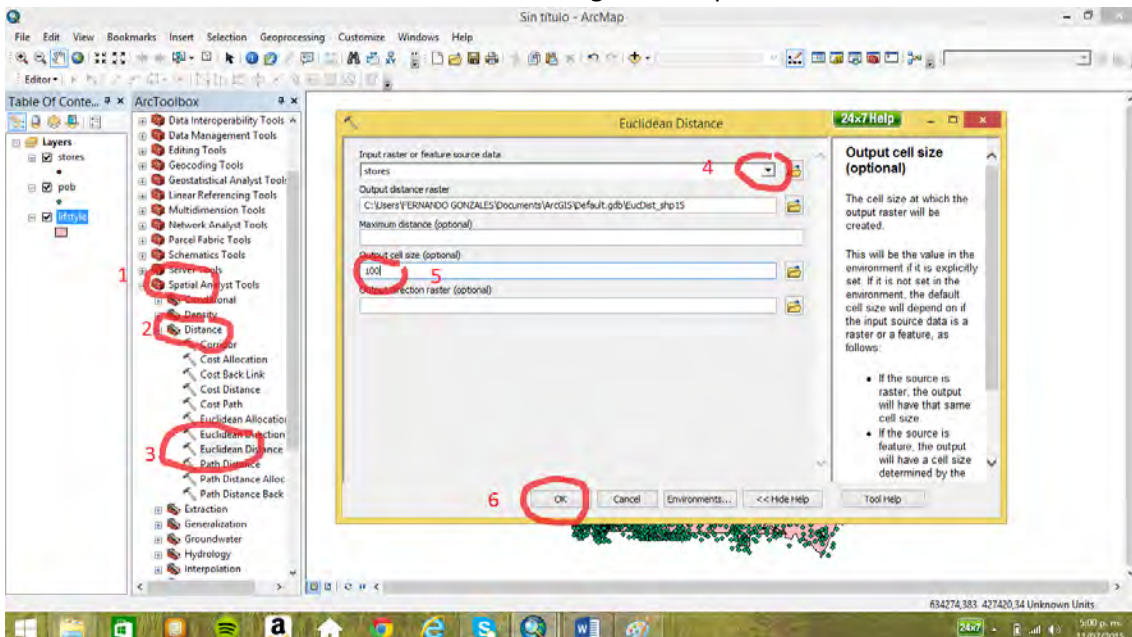 Sin título - ArcMap
File Edit View Bookmarks Insert Selection Geoprocessing Customize Windows Help
Editor
Table Of Conte...
Layers
stores
pob
lifstyle
ArcToolbox
Data Interoperability Tools
Data Management Tools
Editing Tools
Geocoding Tools
Geostatistical Analyst Tools
Linear Referencing Tools
Multidimension Tools
Network Analyst Tools
Parcel Fabric Tools
Schematics Tools
Server Tools
1 Spatial Analyst Tools
Conditional
Density
2 Distance
Corridor
Cost Allocation
Cost Back Link
Cost Distance
Cost Path
Euclidean Allocation
Euclidean Direction
3 Euclidean Distance
Path Distance
Path Distance Alloc
Path Distance Back
Extraction
Generalization
Groundwater
Hydrology
Interpolation
Euclidean Distance
24x7 Help
Input raster or feature source data
stores
4
Output distance raster
C:\Users\FERNANDO GONZALES\Documents\ArcGIS\Default.gdb\EucDist_shp15
Maximum distance (optional)
Output cell size (optional)
100 5
Output direction raster (optional)
6 OK Cancel Environments... << Hide Help Tool Help
Output cell size
(optional)
The cell size at which the
output raster will be
created.
This will be the value in the
environment if it is explicitly
set. If it is not set in the
environment, the default
cell size will depend on if
the input source data is a
raster or a feature, as
follows:
• If the source is
raster, the output
will have that same
cell size.
• If the source is
feature, the output
will have a cell size
determined by the
634274,383 427420,34 Unknown Units
24x7
5:00 p. m.
11/07/2015